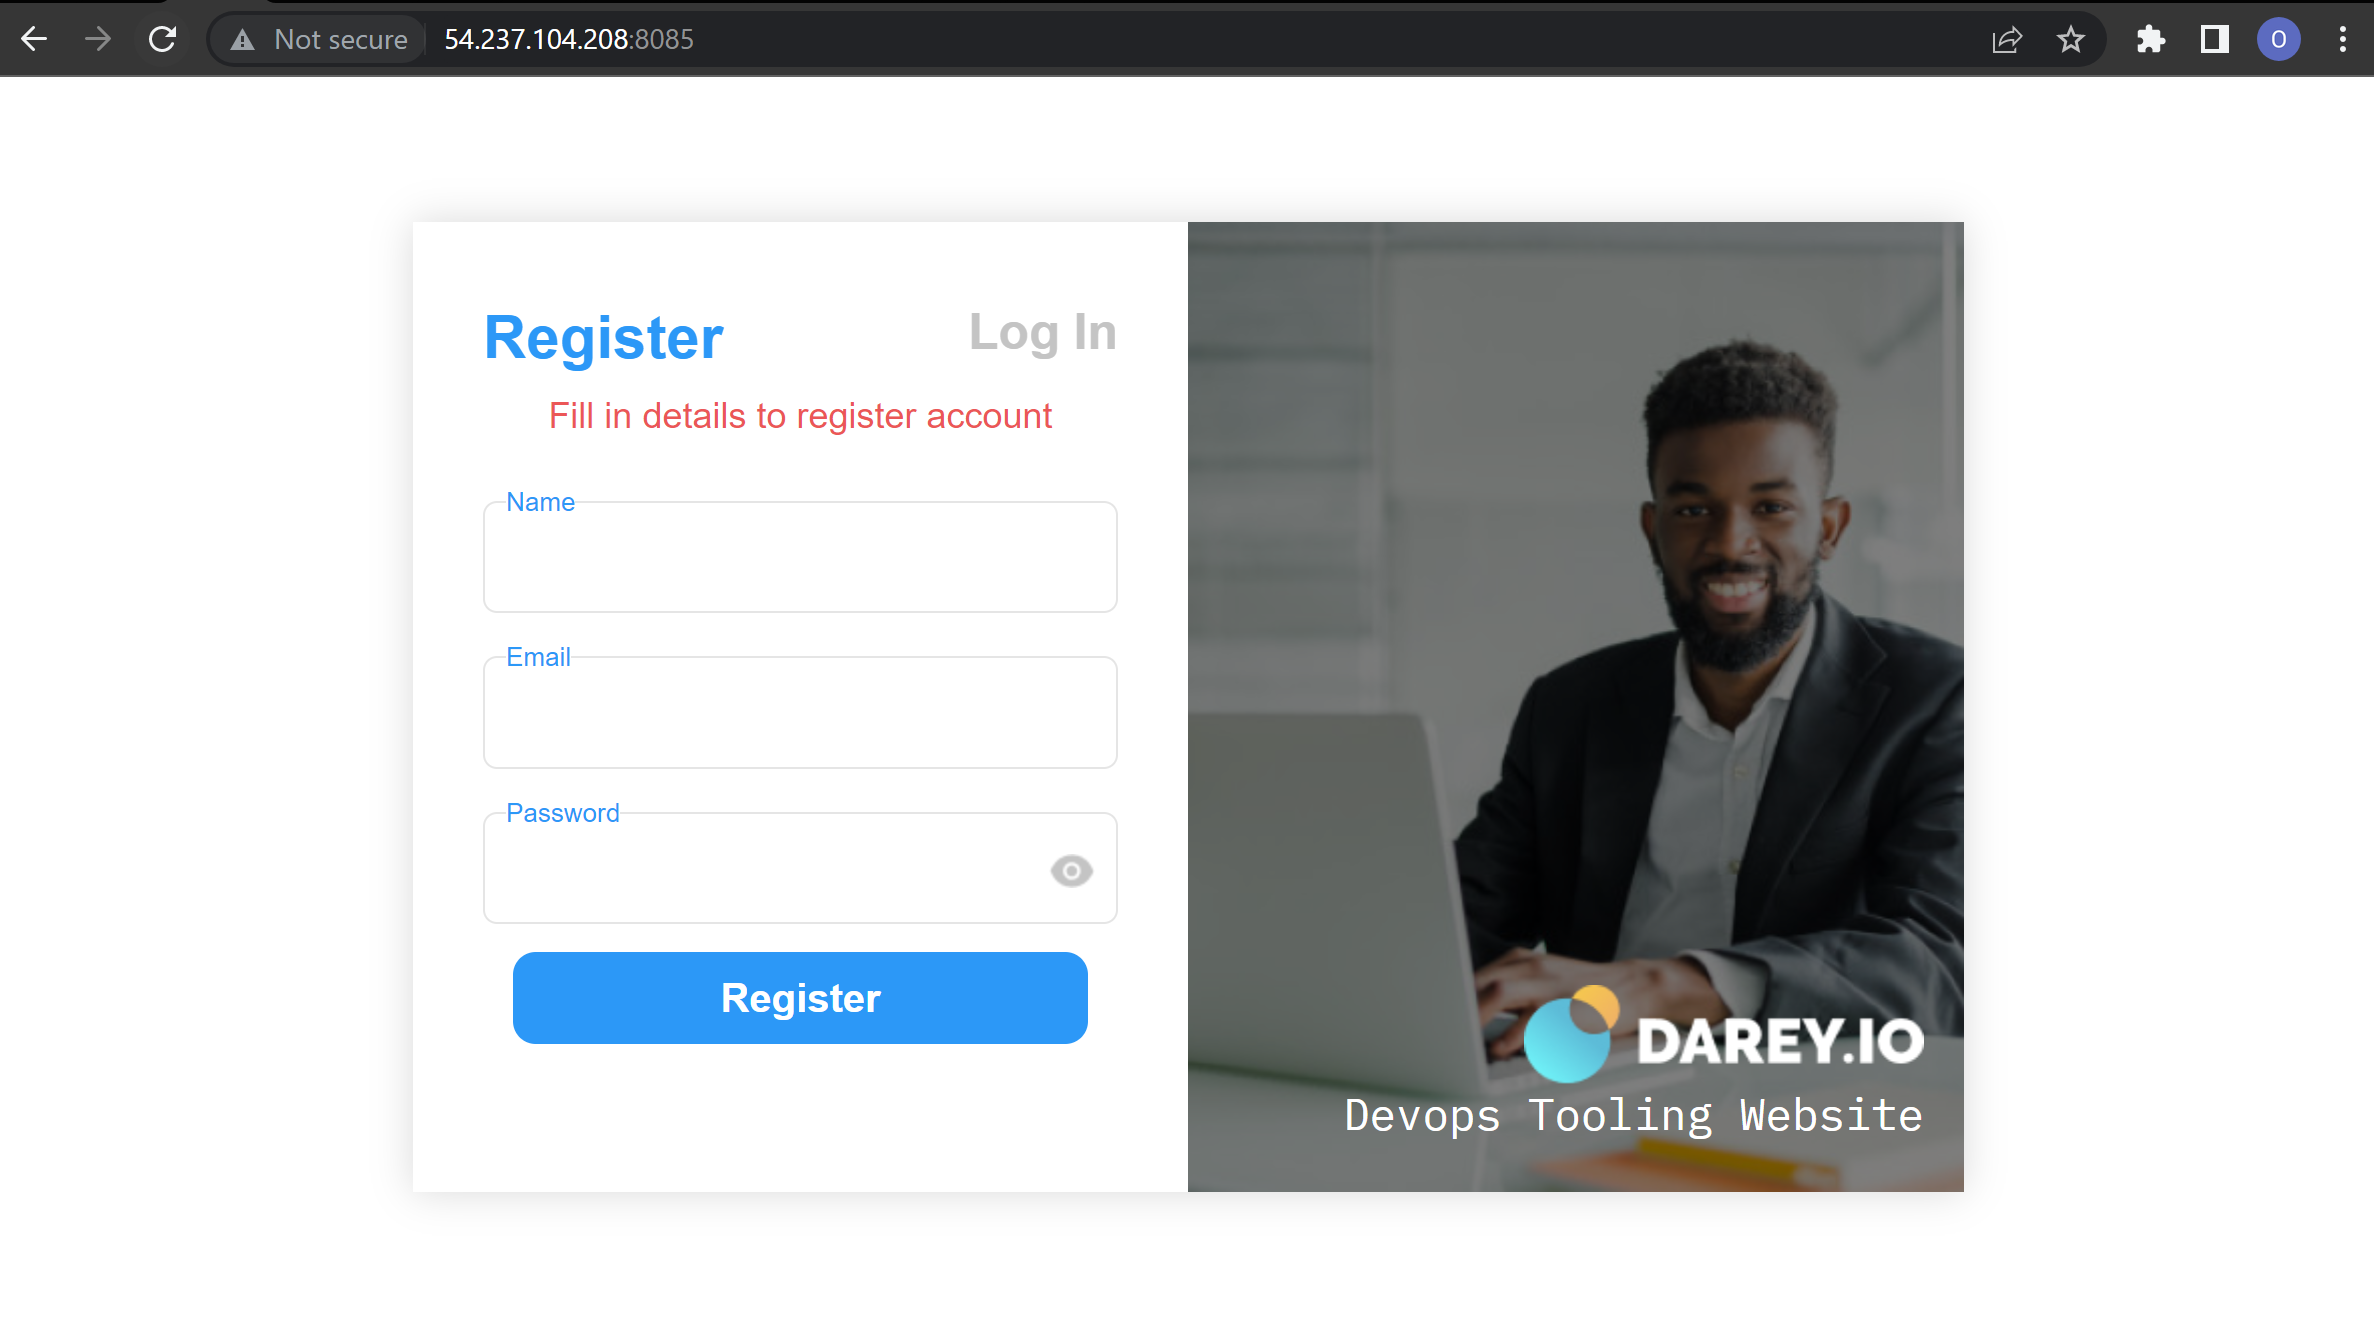 Not secure
54.237.104.208:8085
O
Register
Log In
Fill in details to register account
Name
Email
Password
Register
DAREY.IO
Devops Tooling Website